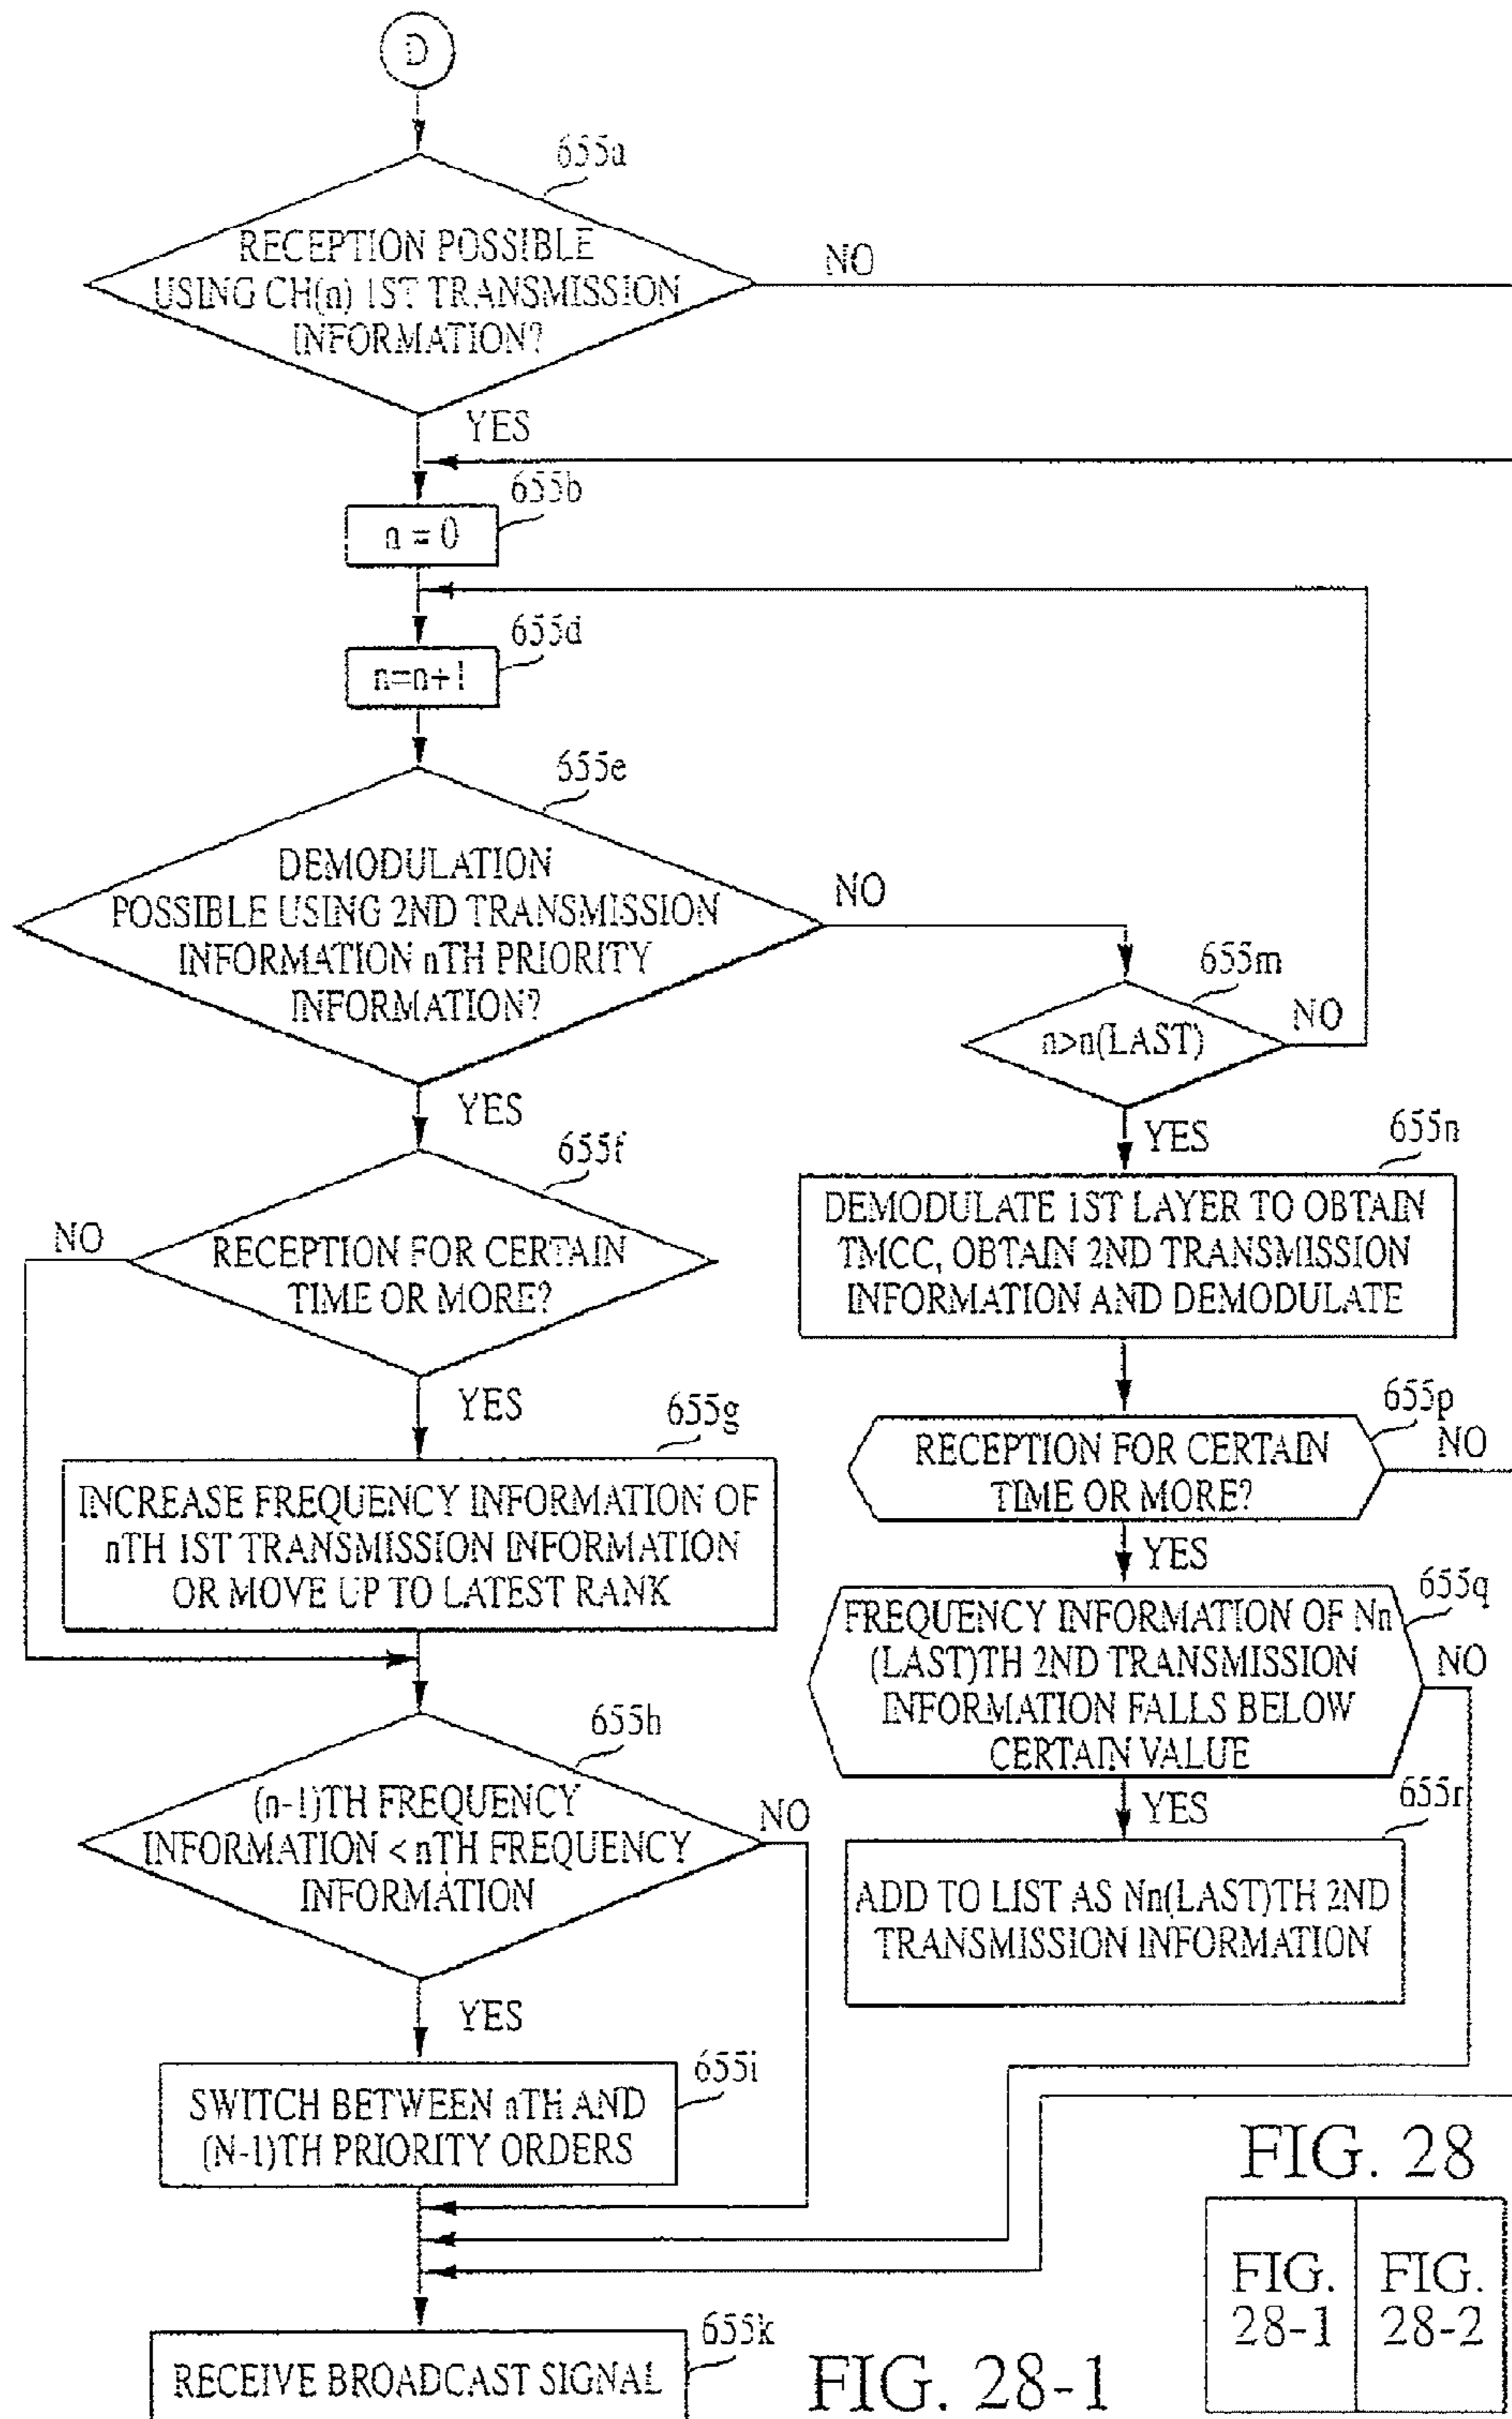 D
655a
RECEPTION POSSIBLE
USING CH(n) 1ST TRANSMISSION
INFORMATION?
NO
YES
655b
n = 0
655d
n=n+1
655e
DEMODULATION
POSSIBLE USING 2ND TRANSMISSION
INFORMATION nTH PRIORITY
INFORMATION?
NO
YES
655m
n>n(LAST)
NO
YES
655f
RECEPTION FOR CERTAIN
TIME OR MORE?
NO
YES
655n
DEMODULATE 1ST LAYER TO OBTAIN
TMCC, OBTAIN 2ND TRANSMISSION
INFORMATION AND DEMODULATE
655g
INCREASE FREQUENCY INFORMATION OF
nTH 1ST TRANSMISSION INFORMATION
OR MOVE UP TO LATEST RANK
655p
RECEPTION FOR CERTAIN
TIME OR MORE?
NO
YES
655q
FREQUENCY INFORMATION OF Nn
(LAST)TH 2ND TRANSMISSION
INFORMATION FALLS BELOW
CERTAIN VALUE
NO
YES
655h
(n-1)TH FREQUENCY
INFORMATION < nTH FREQUENCY
INFORMATION
NO
YES
655r
ADD TO LIST AS Nn(LAST)TH 2ND
TRANSMISSION INFORMATION
655i
SWITCH BETWEEN nTH AND
(N-1)TH PRIORITY ORDERS
655k
RECEIVE BROADCAST SIGNAL
FIG. 28-1
FIG. 28
FIG.
28-1
FIG.
28-2